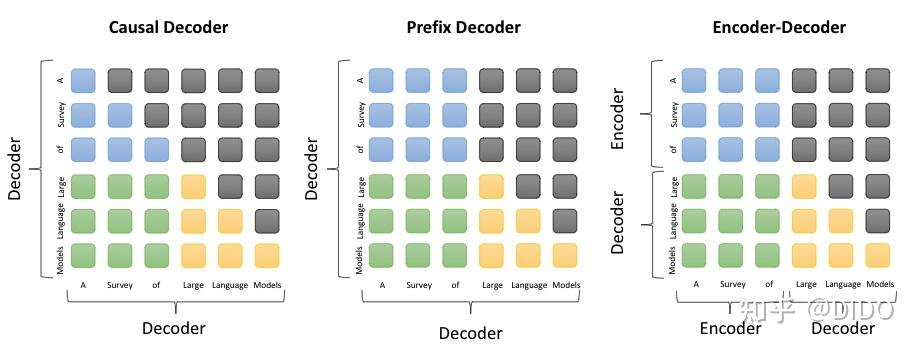 Causal Decoder
Prefix Decoder
Encoder-Decoder
Decoder
A
Survey
of
Large
Language
Models
A Survey of Large Language Models
Decoder
Decoder
A
Survey
of
Large
Language
Models
A Survey of Large Language Models
Decoder
Encoder
Decoder
A
Survey
of
Large
Language
Models
A Survey of Large Language Models
Encoder
Decoder
知乎 @DIDO